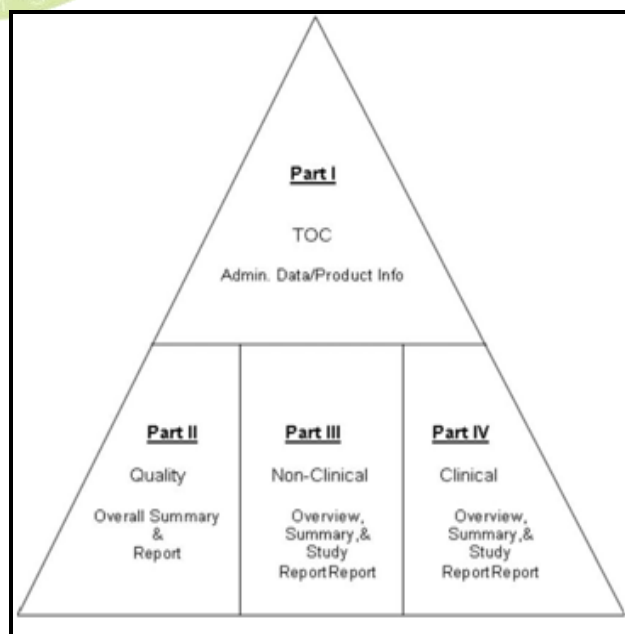 Part I
TOC
Admin. Data/Product Info
Part II
Quality
Overall Summary
&
Report
Part III
Non-Clinical
Overview,
Summary,&
Study
ReportReport
Part IV
Clinical
Overview,
Summary,&
Study
ReportReport